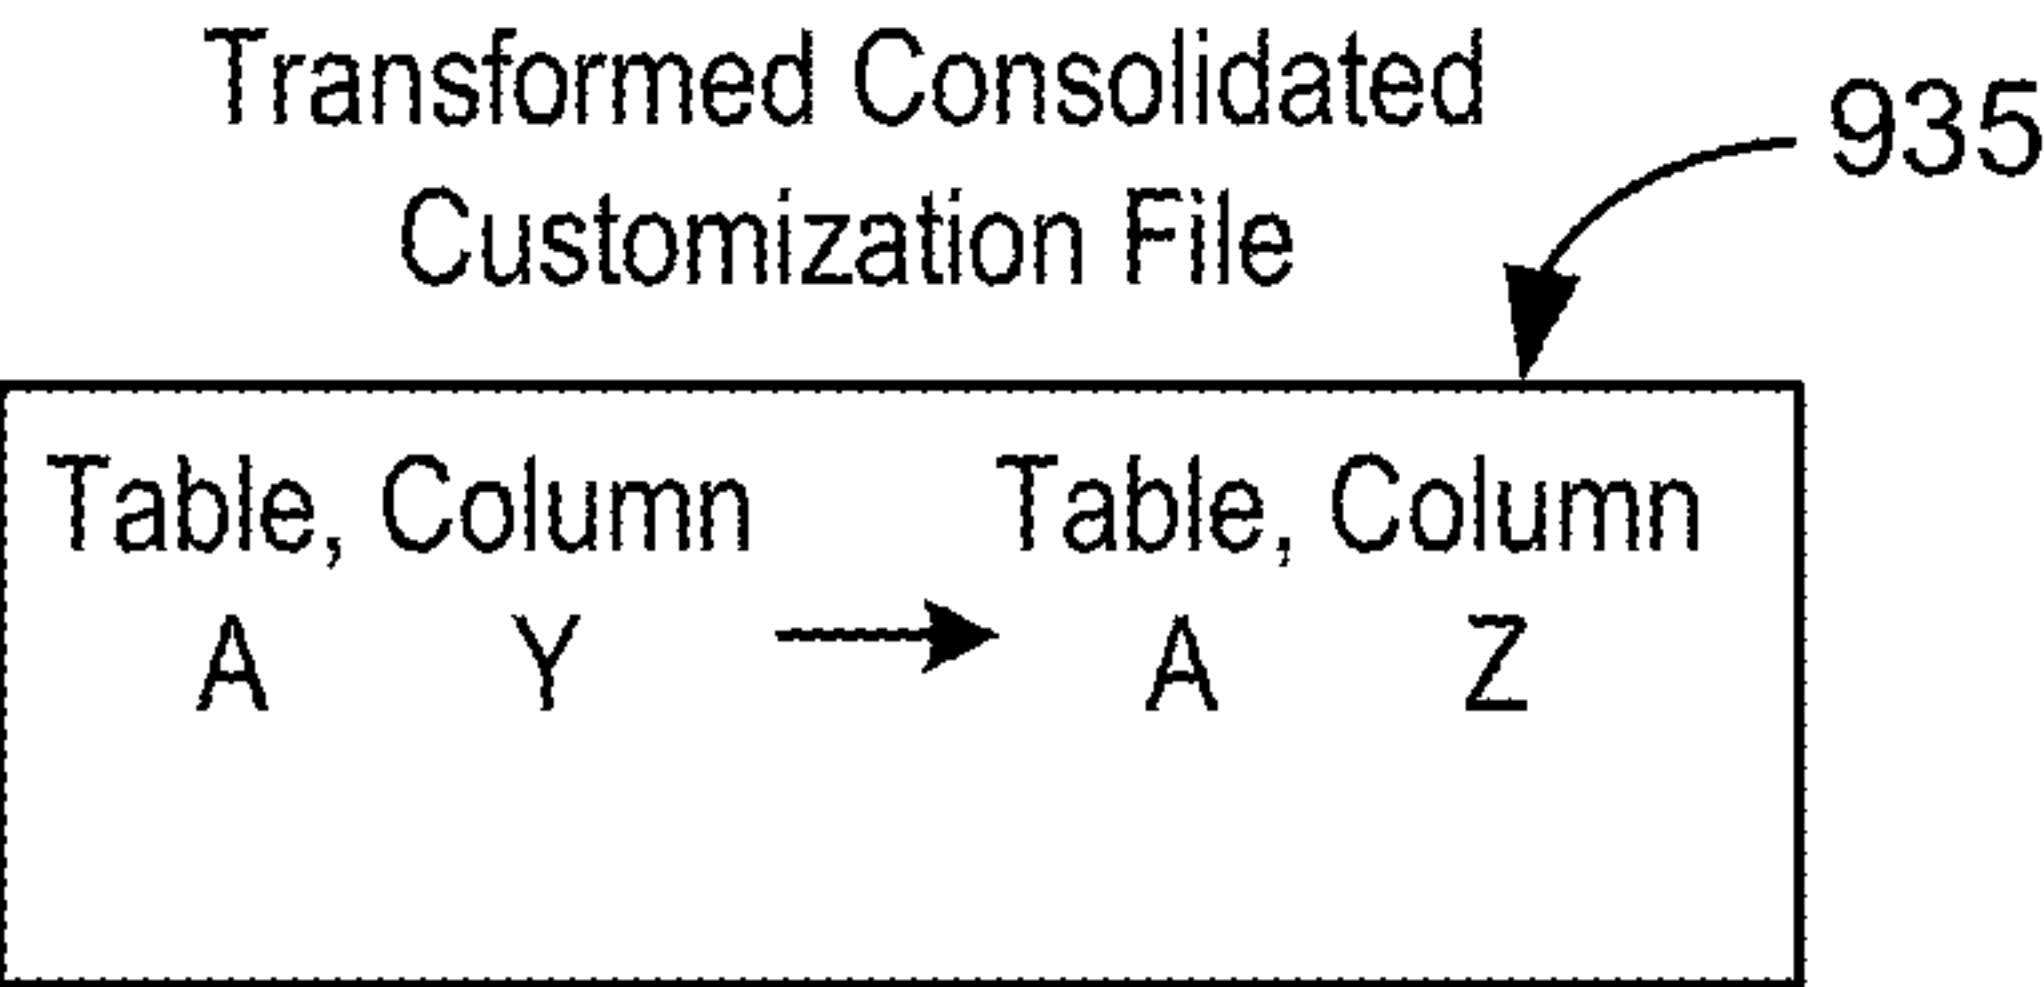 Transformed Consolidated
Customization File
935
Table, Column Table, Column
A Y → A Z